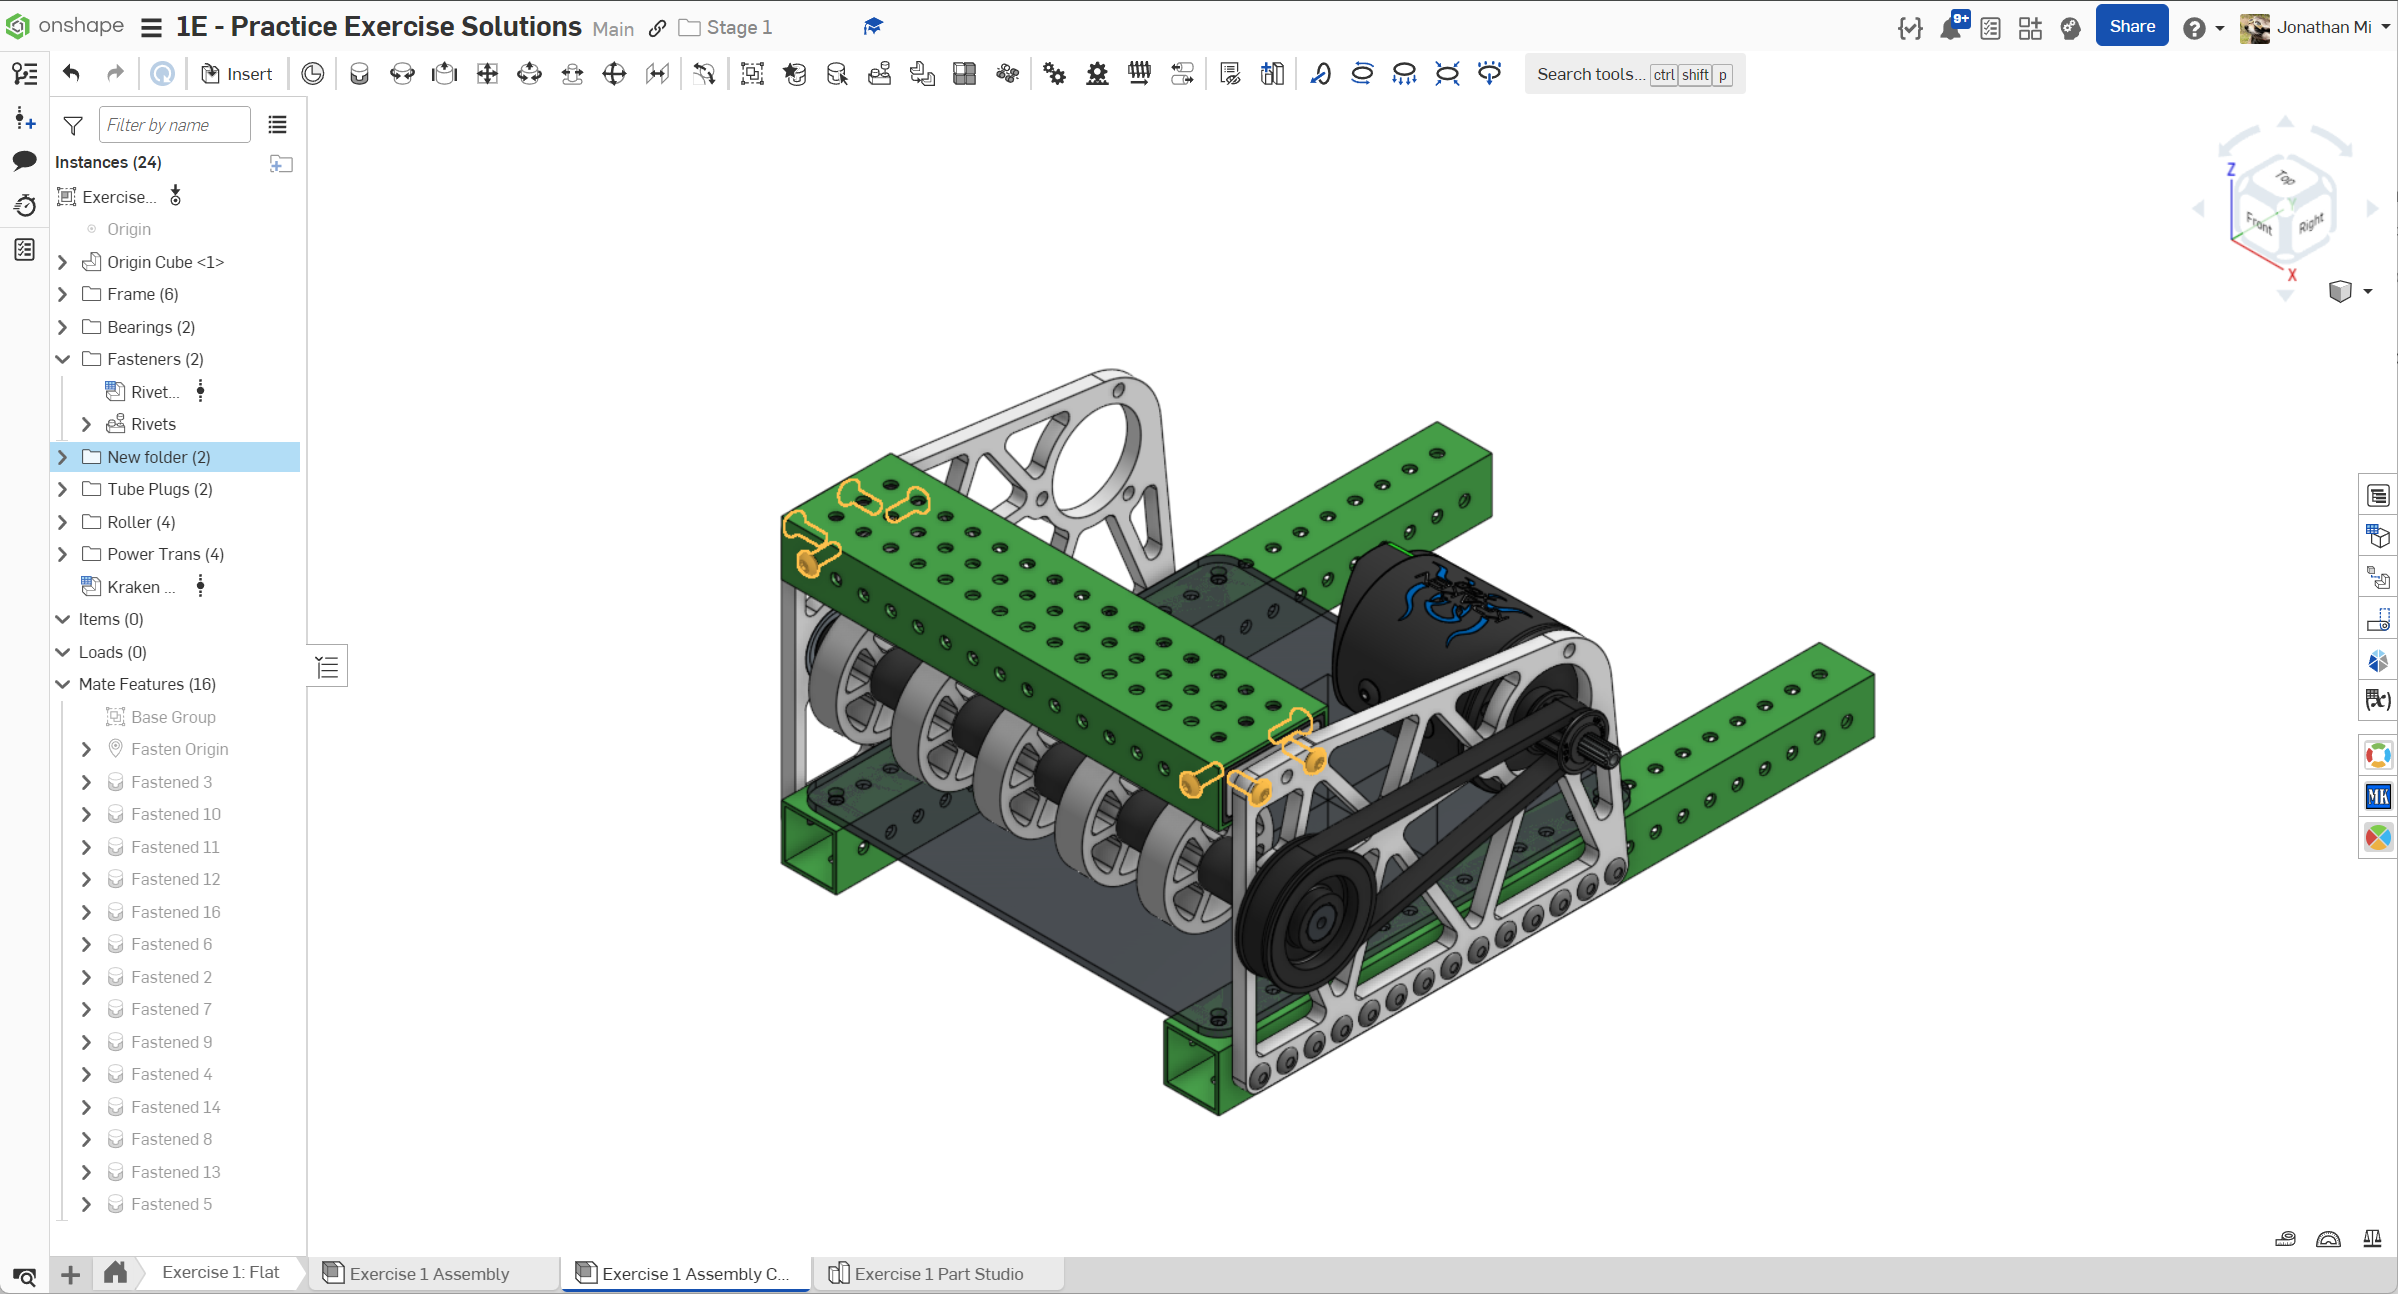 onshape 1E - Practice Exercise Solutions Main Stage 1 9+ Share Jonathan Mi
Insert Search tools... ctrl shift p
Filter by name
Instances (24)
Exercise...
Origin
Origin Cube <1>
Frame (6)
Bearings (2)
Fasteners (2)
Rivet...
Rivets
New folder (2)
Tube Plugs (2)
Roller (4)
Power Trans (4)
Kraken ...
Items (0)
Loads (0)
Mate Features (16)
Base Group
Fasten Origin
Fastened 3
Fastened 10
Fastened 11
Fastened 12
Fastened 16
Fastened 6
Fastened 2
Fastened 7
Fastened 9
Fastened 4
Fastened 14
Fastened 8
Fastened 13
Fastened 5
Z
Top
Y
Front
Right
X
(x)
MK
Exercise 1: Flat Exercise 1 Assembly Exercise 1 Assembly C... Exercise 1 Part Studio